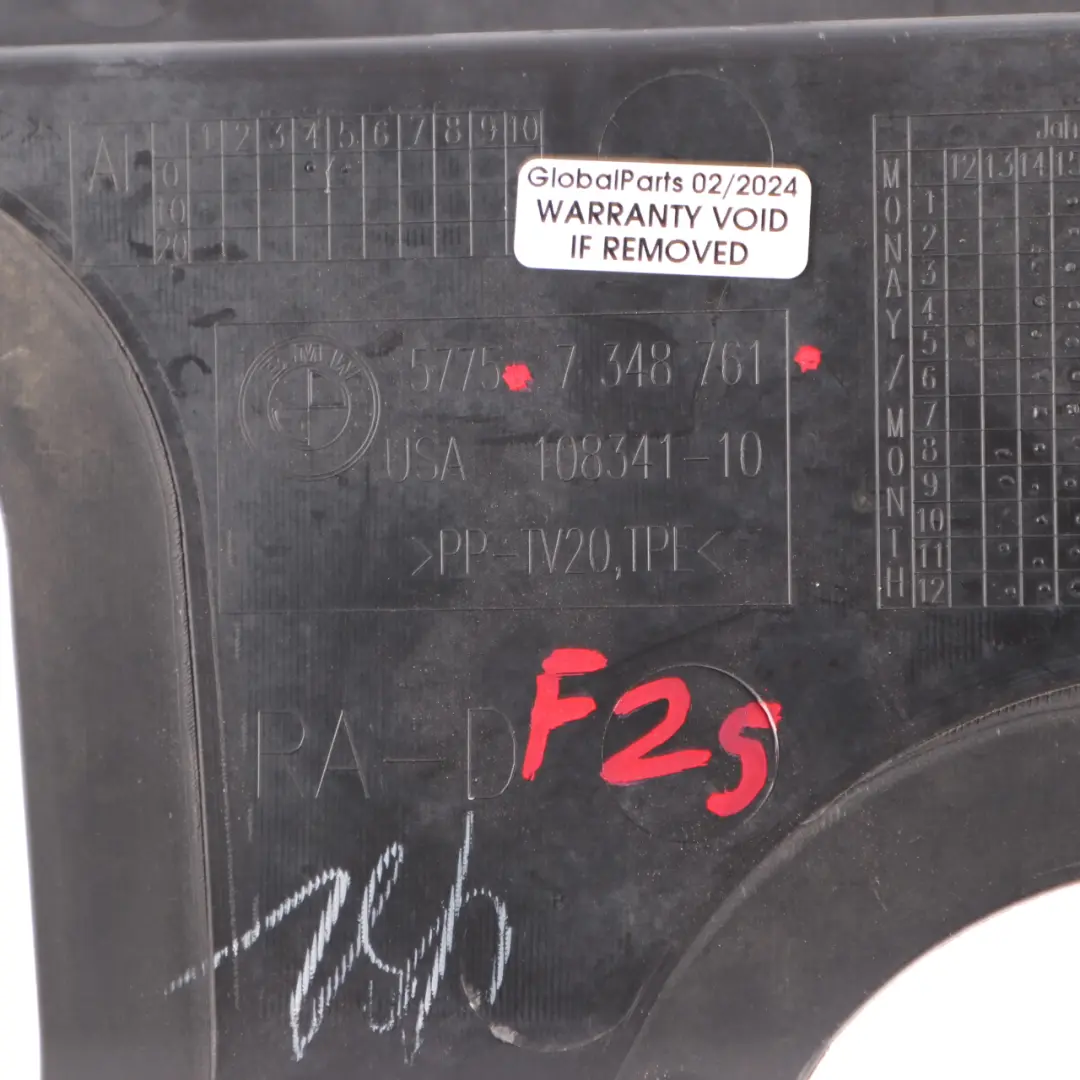 AI 1 2 3 4 5 6 7 8 9 10
0
10
20
GlobalParts 02/2024
WARRANTY VOID
IF REMOVED
Jah
MONAY/MONTH 12 13 14 15
1
2
3
4
5
6
7
8
9
10
11
12
5775 7 348 761
USA 108341-10
>PP-TV20,TPE<
RA-D
F25